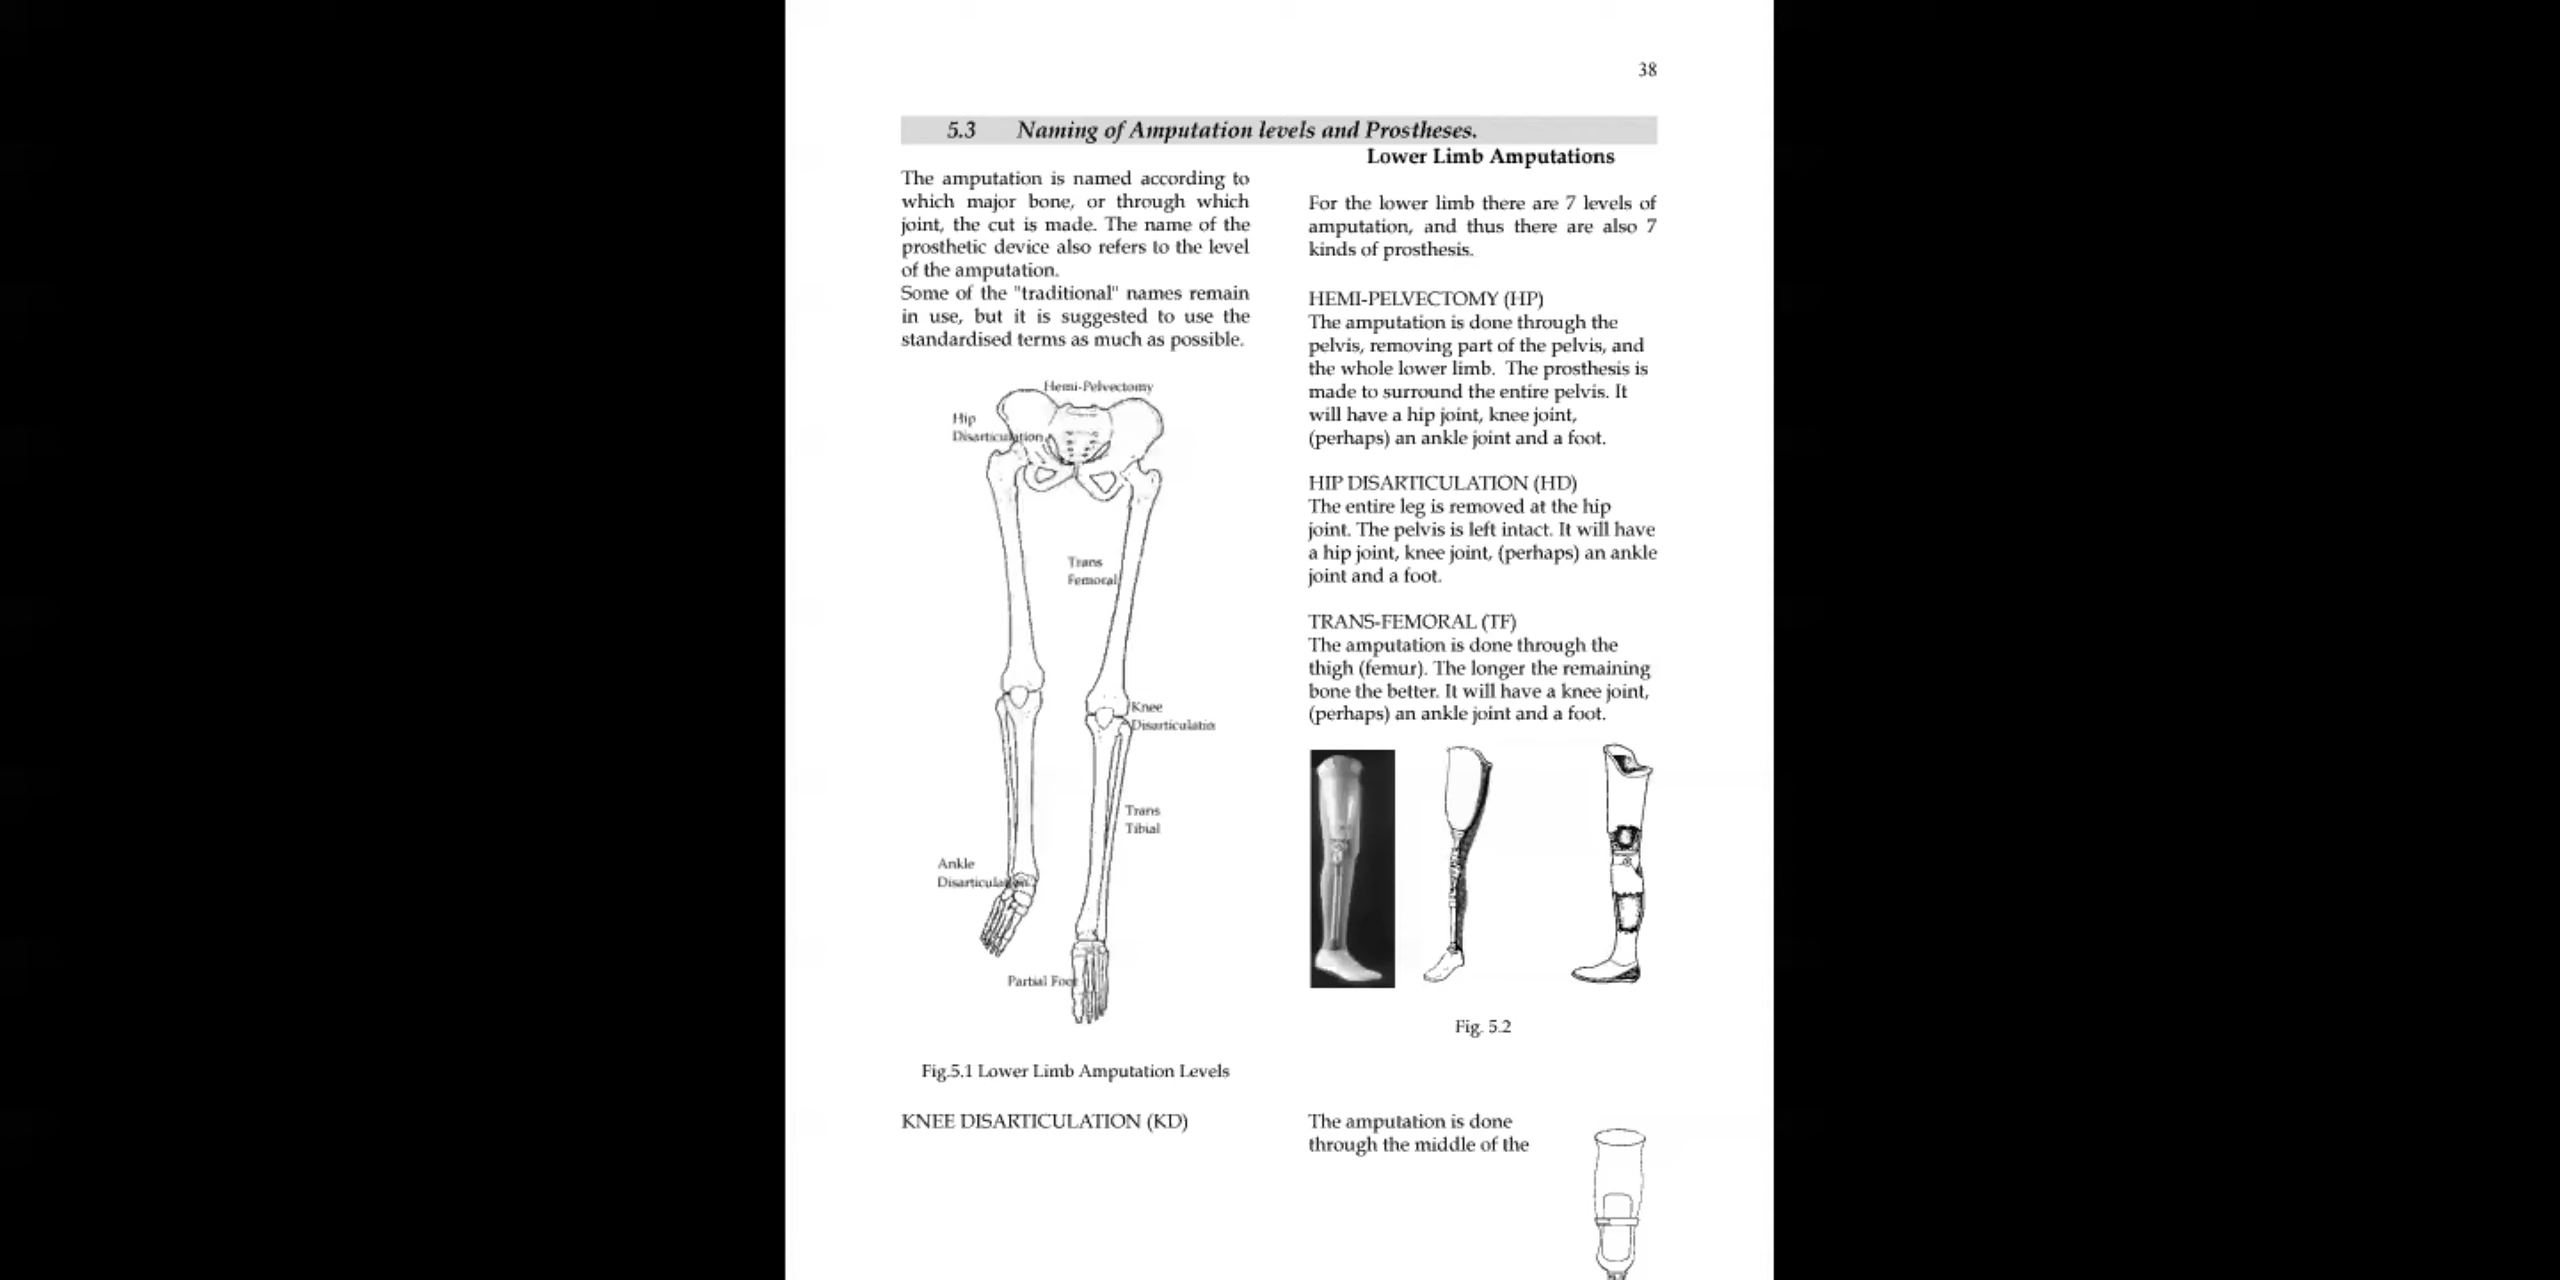 38
5.3 Naming of Amputation levels and Prostheses.
The amputation is named according to
which major bone, or through which
joint, the cut is made. The name of the
prosthetic device also refers to the level
of the amputation.
Some of the "traditional" names remain
in use, but it is suggested to use the
standardised terms as much as possible.
Hemi-Pelvectomy
Hip
Disarticulation
Trans
Femoral
Knee
Disarticulatio
Trans
Tibial
Ankle
Disarticulation
Partial Foot
Fig.5.1 Lower Limb Amputation Levels
KNEE DISARTICULATION (KD)
Lower Limb Amputations
For the lower limb there are 7 levels of
amputation, and thus there are also 7
kinds of prosthesis.
HEMI-PELVECTOMY (HP)
The amputation is done through the
pelvis, removing part of the pelvis, and
the whole lower limb. The prosthesis is
made to surround the entire pelvis. It
will have a hip joint, knee joint,
(perhaps) an ankle joint and a foot.
HIP DISARTICULATION (HD)
The entire leg is removed at the hip
joint. The pelvis is left intact. It will have
a hip joint, knee joint, (perhaps) an ankle
joint and a foot.
TRANS-FEMORAL (TF)
The amputation is done through the
thigh (femur). The longer the remaining
bone the better. It will have a knee joint,
(perhaps) an ankle joint and a foot.
Fig. 5.2
The amputation is done
through the middle of the